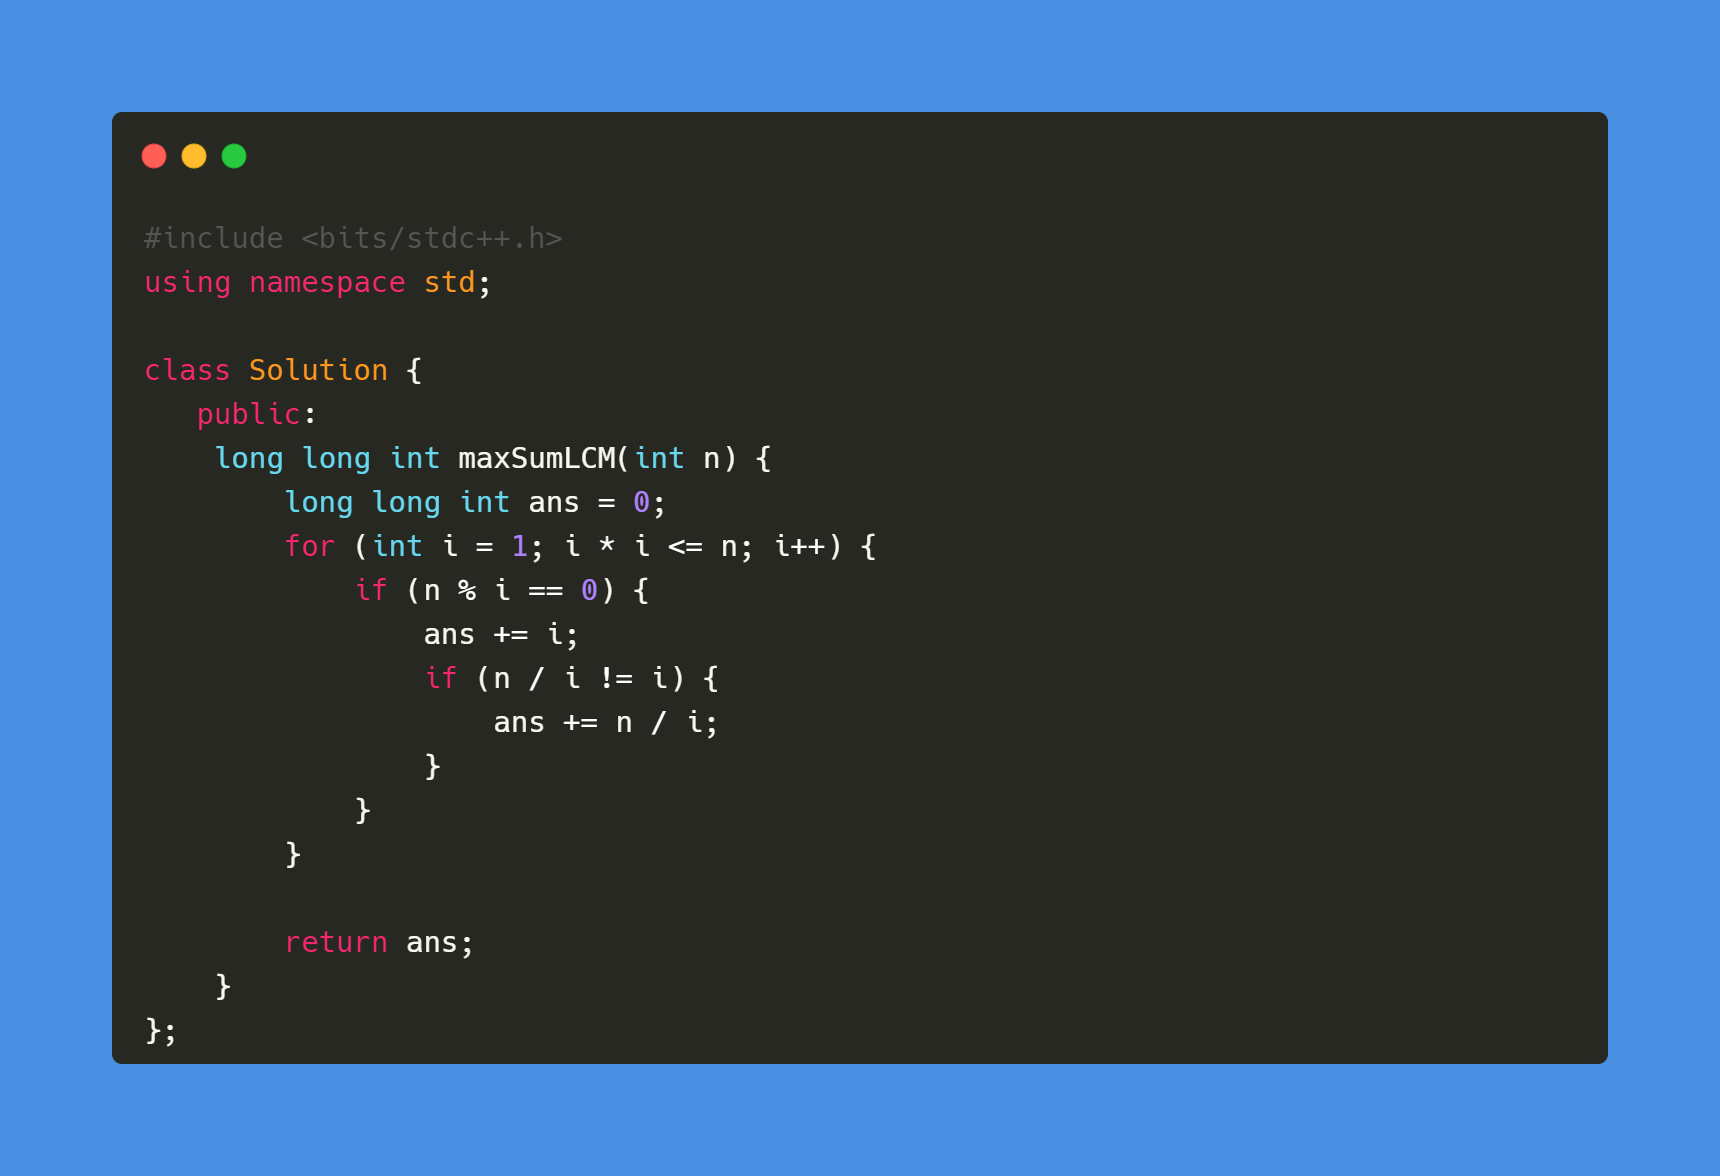 #include <bits/stdc++.h>
using namespace std;

class Solution {
   public:
    long long int maxSumLCM(int n) {
        long long int ans = 0;
        for (int i = 1; i * i <= n; i++) {
            if (n % i == 0) {
                ans += i;
                if (n / i != i) {
                    ans += n / i;
                }
            }
        }

        return ans;
    }
};